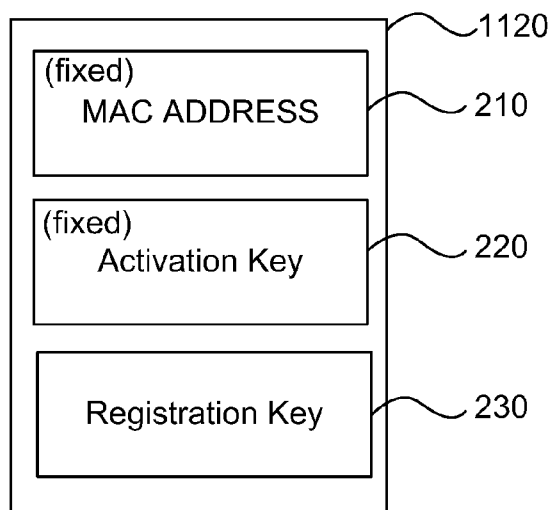 1120
(fixed)
MAC ADDRESS
210
(fixed)
Activation Key
220
Registration Key
230